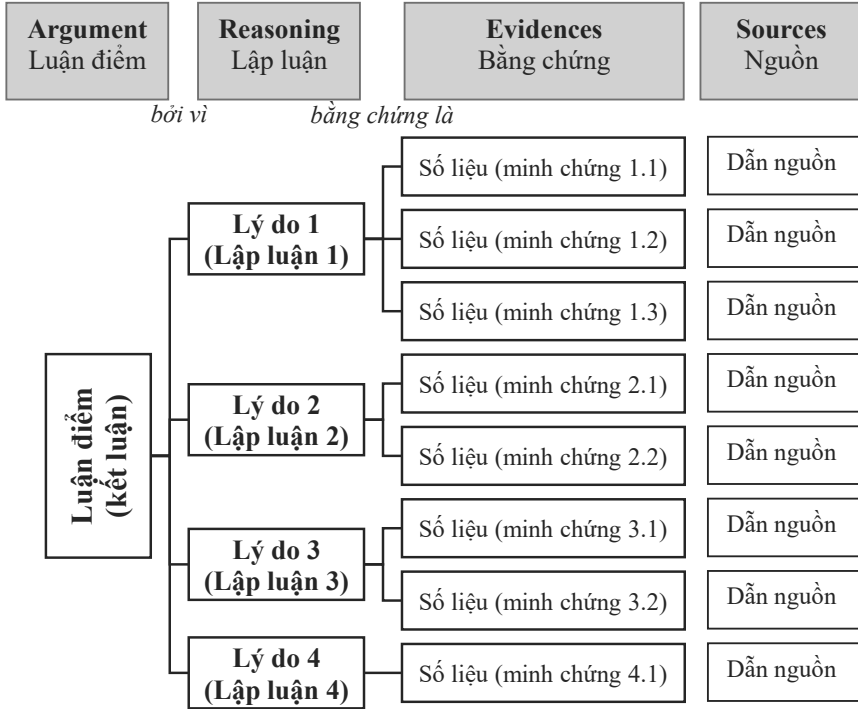 Argument
Luận điểm
Reasoning
Lập luận
Evidences
Bằng chứng
Sources
Nguồn
bởi vì
bằng chứng là
Luận điểm
(kết luận)
Lý do 1
(Lập luận 1)
Số liệu (minh chứng 1.1)
Dẫn nguồn
Số liệu (minh chứng 1.2)
Dẫn nguồn
Số liệu (minh chứng 1.3)
Dẫn nguồn
Lý do 2
(Lập luận 2)
Số liệu (minh chứng 2.1)
Dẫn nguồn
Số liệu (minh chứng 2.2)
Dẫn nguồn
Lý do 3
(Lập luận 3)
Số liệu (minh chứng 3.1)
Dẫn nguồn
Số liệu (minh chứng 3.2)
Dẫn nguồn
Lý do 4
(Lập luận 4)
Số liệu (minh chứng 4.1)
Dẫn nguồn